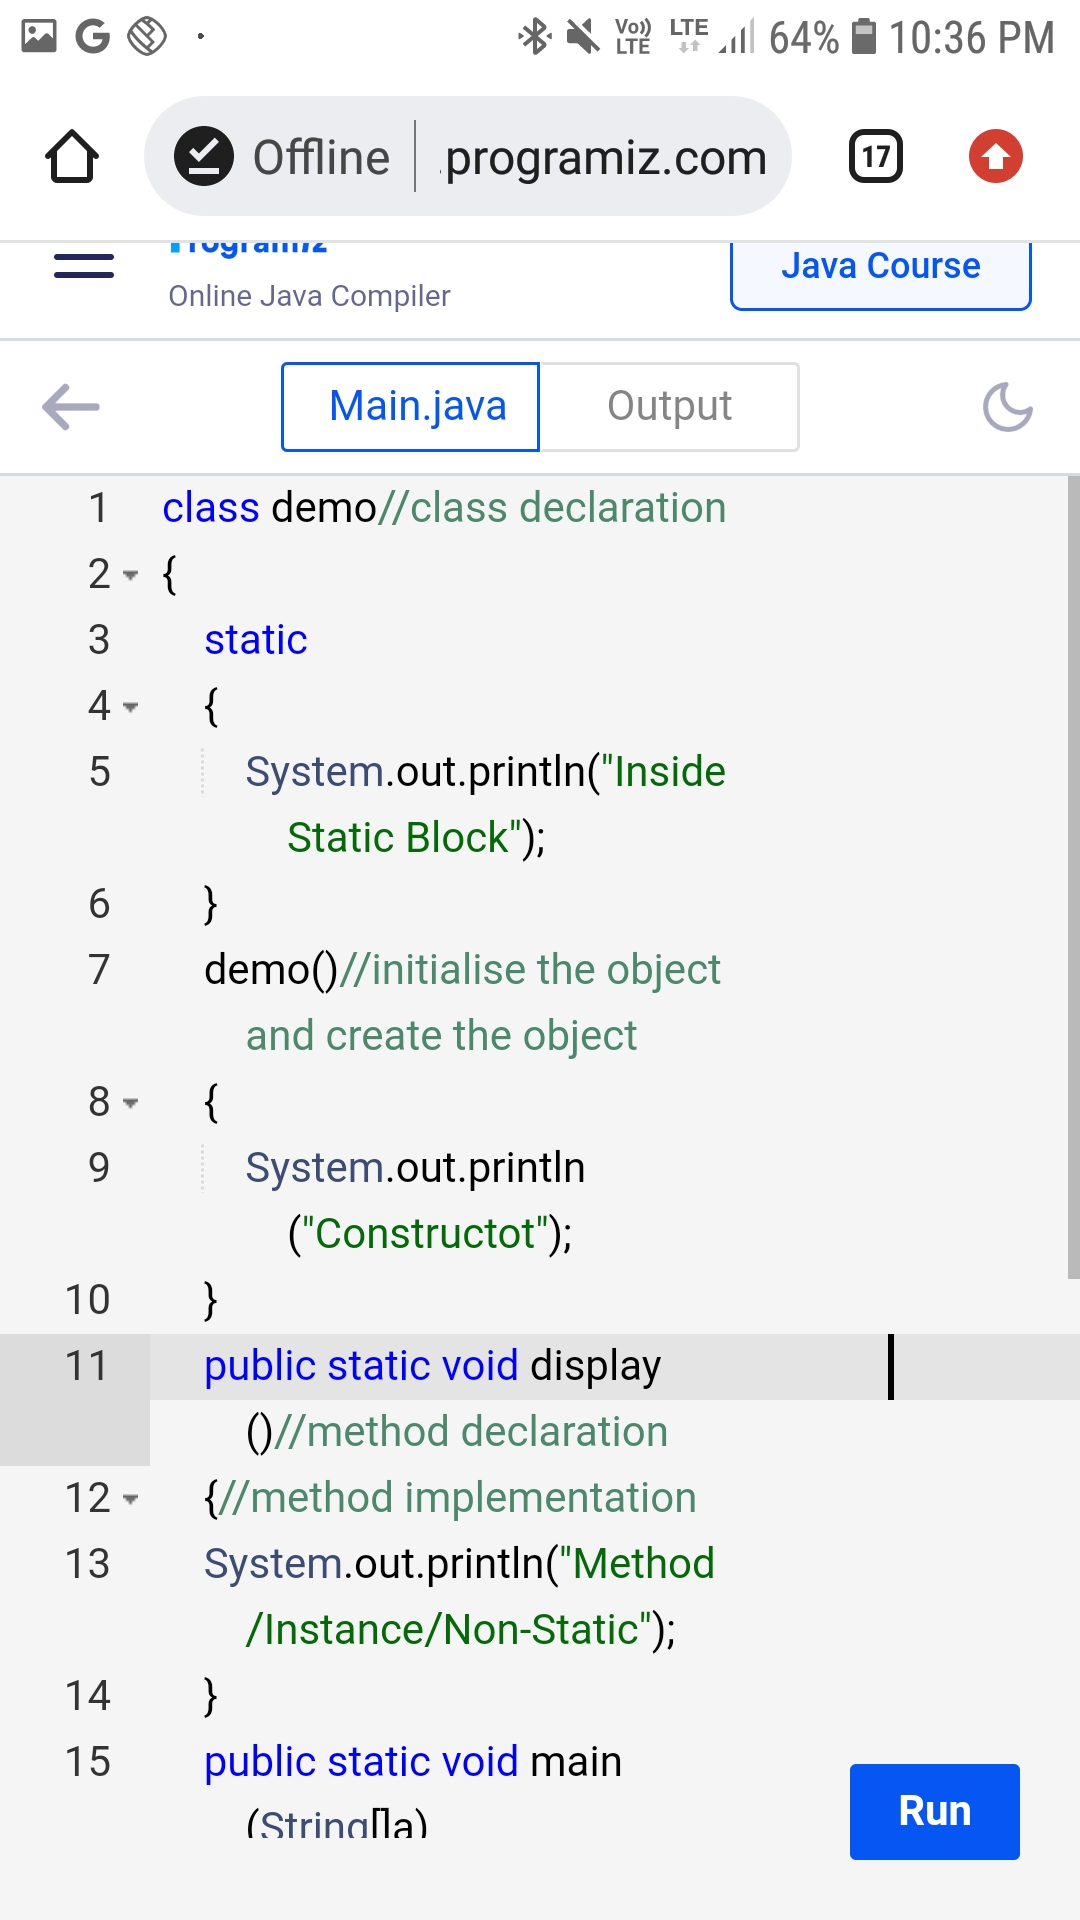 Vo)) LTE LTE 64% 10:36 PM
Offline programiz.com 17
Programiz
Online Java Compiler
Java Course
Main.java Output
1 class demo//class declaration
2 {
3 static
4 {
5 System.out.println("Inside
Static Block");
6 }
7 demo()//initialise the object
and create the object
8 {
9 System.out.println
("Constructot");
10 }
11 public static void display
()//method declaration
12 {//method implementation
13 System.out.println("Method
/Instance/Non-Static");
14 }
15 public static void main
(String[]a)
Run